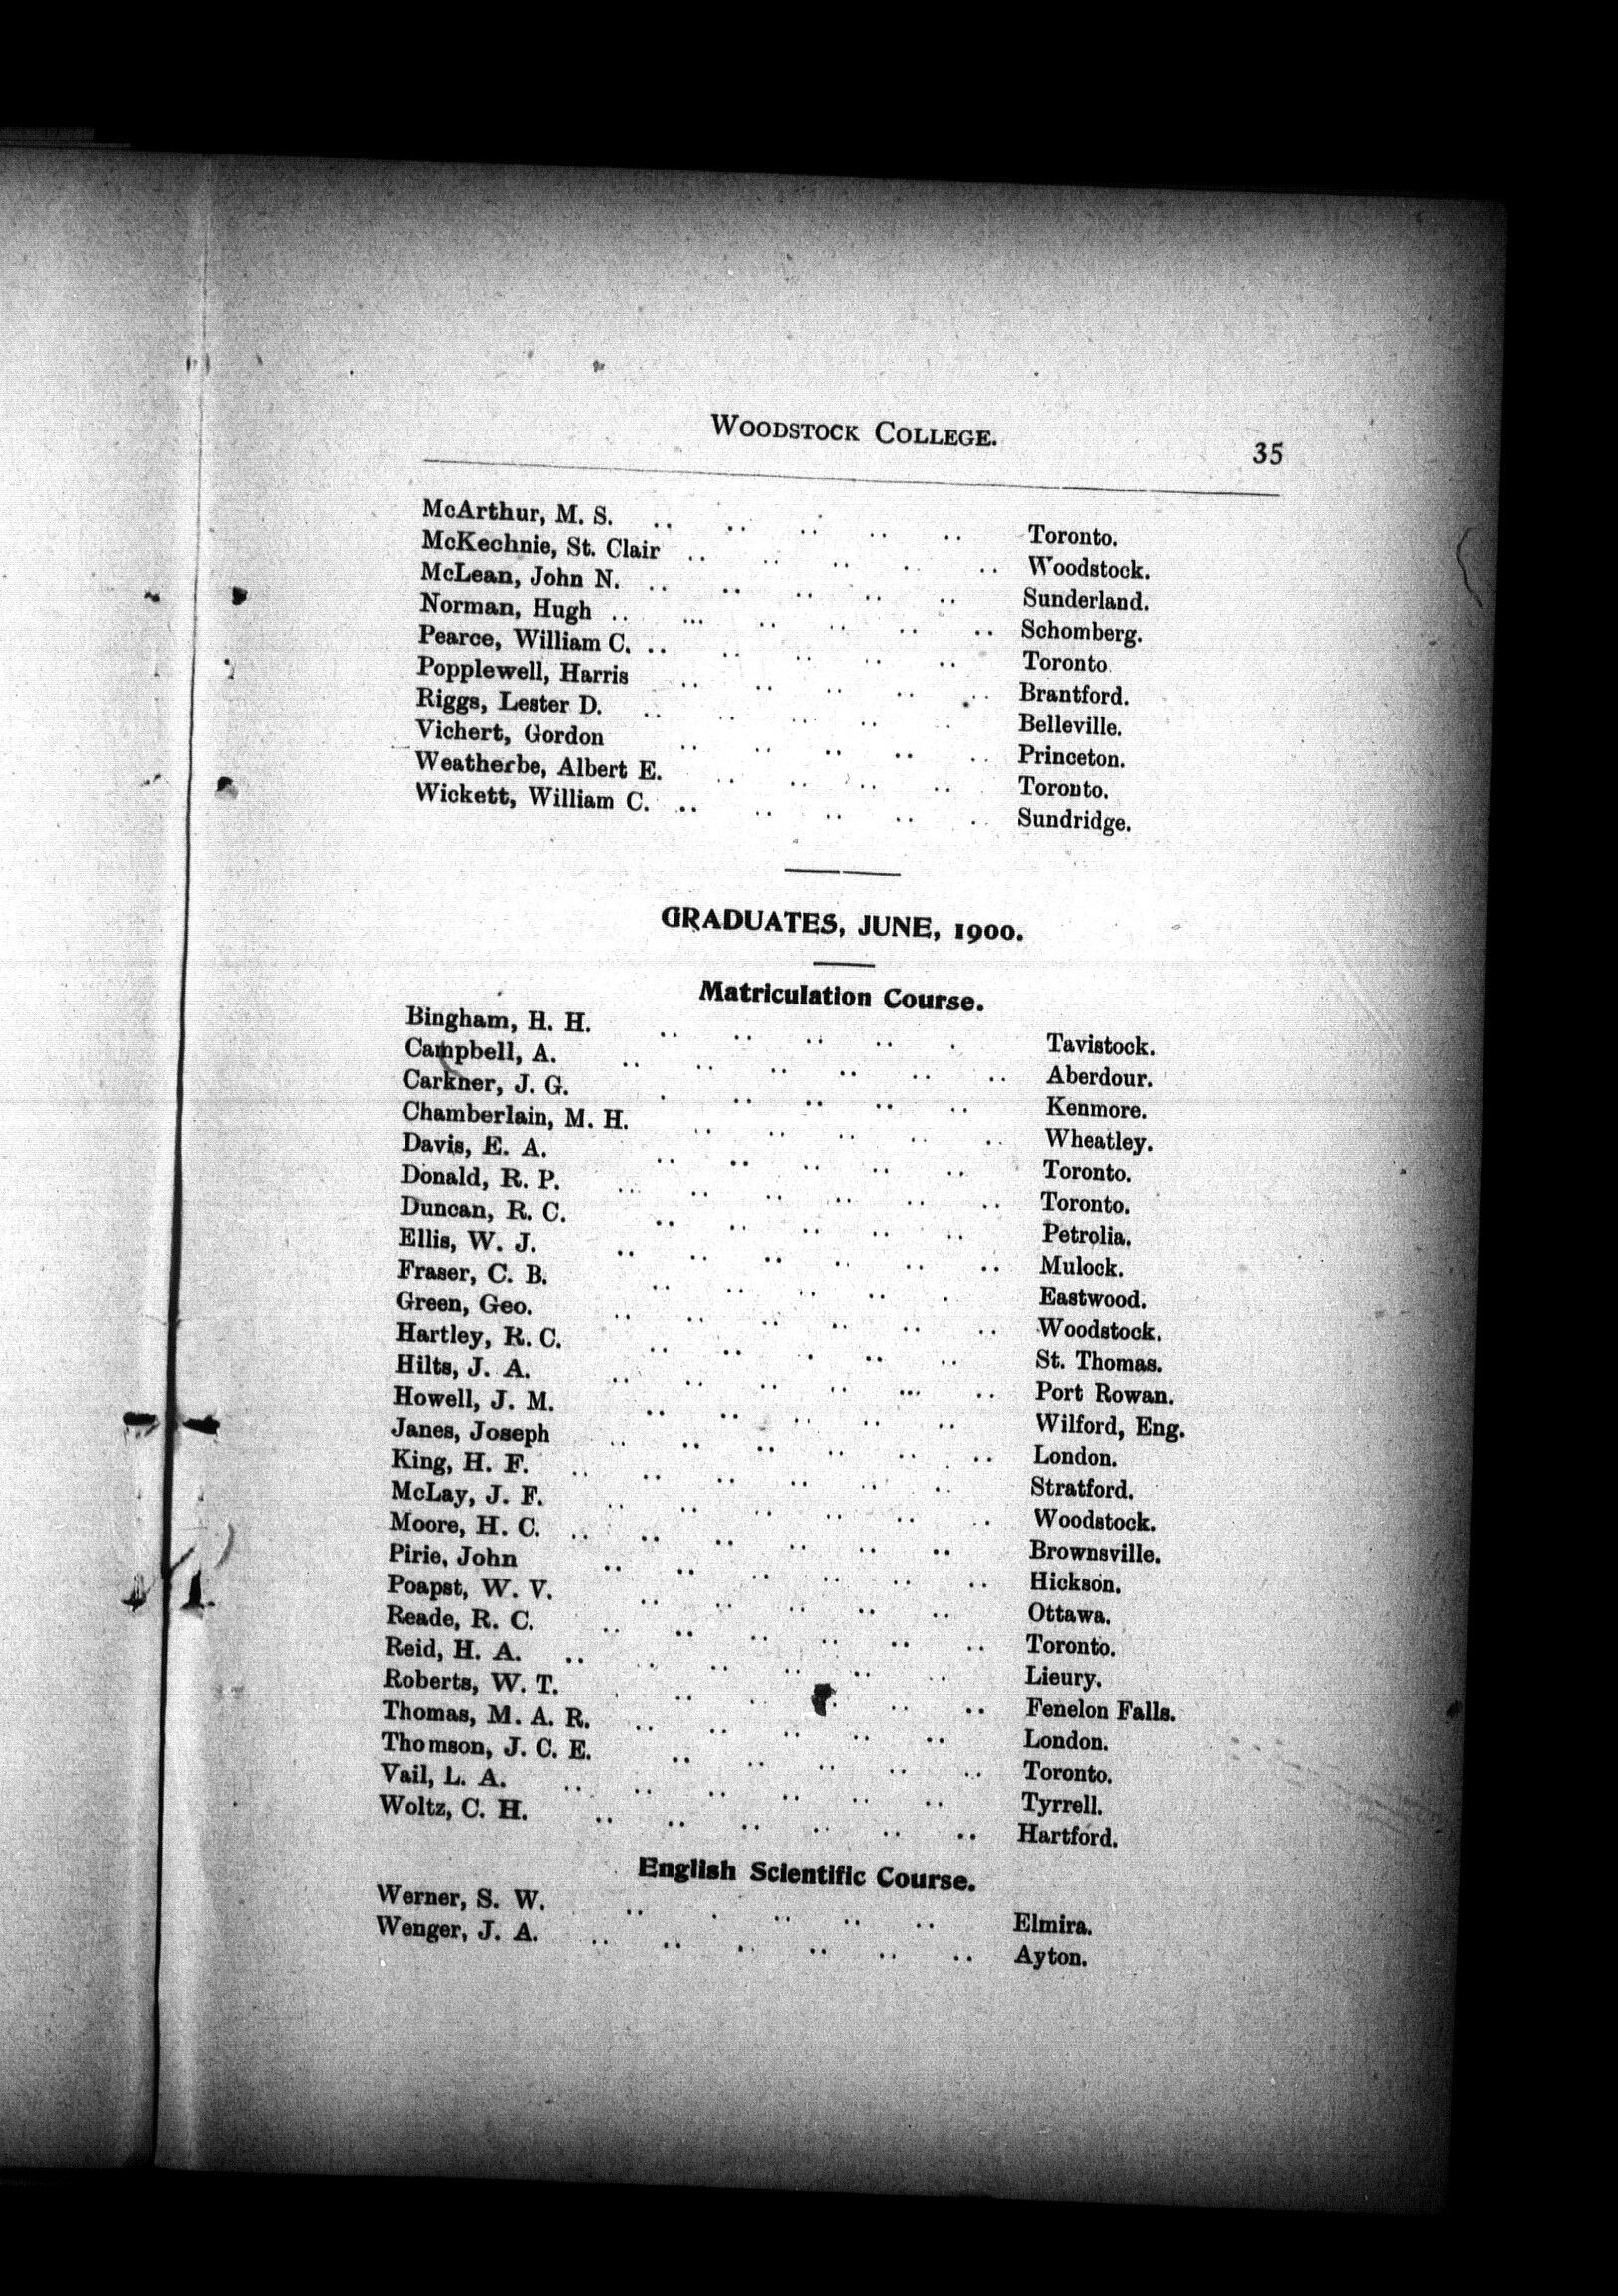 WOODSTOCK COLLEGE. 35
McArthur, M. S. .. .. .. .. .. Toronto.
McKechnie, St. Clair .. .. .. .. .. Woodstock.
McLean, John N. .. .. .. .. .. Sunderland.
Norman, Hugh .. ... .. .. .. .. Schomberg.
Pearce, William C. .. .. .. .. .. Toronto
Popplewell, Harris .. .. .. .. .. Brantford.
Riggs, Lester D. .. .. .. .. .. Belleville.
Vichert, Gordon .. .. .. .. .. Princeton.
Weatherbe, Albert E. .. .. .. .. Toronto.
Wickett, William C. .. .. .. .. .. Sundridge.
GRADUATES, JUNE, 1900.
Matriculation Course.
Bingham, H. H. .. .. .. .. . Tavistock.
Campbell, A. .. .. .. .. .. .. Aberdour.
Carkner, J. G. . .. .. .. .. Kenmore.
Chamberlain, M. H. .. .. .. .. .. Wheatley.
Davis, E. A. .. .. .. .. .. Toronto.
Donald, R. P. .. .. .. .. .. .. Toronto.
Duncan, R. C. .. .. .. .. .. Petrolia.
Ellis, W. J. .. .. .. .. .. .. Mulock.
Fraser, C. B. .. .. .. .. . Eastwood.
Green, Geo. .. .. .. .. .. .. Woodstock.
Hartley, R. C. .. .. . .. .. St. Thomas.
Hilts, J. A. .. .. .. .. ... .. Port Rowan.
Howell, J. M. .. .. .. .. .. Wilford, Eng.
Janes, Joseph .. .. .. .. .. .. London.
King, H. F. .. .. .. .. .. .. Stratford.
McLay, J. F. .. .. .. .. .. .. Woodstock.
Moore, H. C. .. .. .. .. .. .. Brownsville.
Pirie, John .. .. .. .. .. .. Hickson.
Poapst, W. V. .. .. .. .. .. Ottawa.
Reade, R. C. .. .. .. .. .. .. Toronto.
Reid, H. A. .. .. .. .. .. . Lieury.
Roberts, W. T. . .. . . .. .. Fenelon Falls.
Thomas, M. A. R. .. .. .. .. .. London.
Thomson, J. C. E. .. .. .. .. .. Toronto.
Vail, L. A. .. .. .. .. .. .. Tyrrell.
Woltz, C. H. .. .. .. .. .. .. Hartford.
English Scientific Course.
Werner, S. W. .. . .. .. .. Elmira.
Wenger, J. A. .. .. .. .. .. .. Ayton.